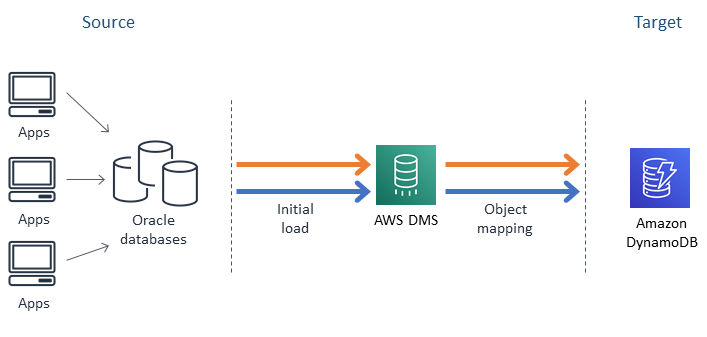 Source
Target
Apps
Apps
Apps
Oracle
databases
Initial
load
AWS DMS
Object
mapping
Amazon
DynamoDB